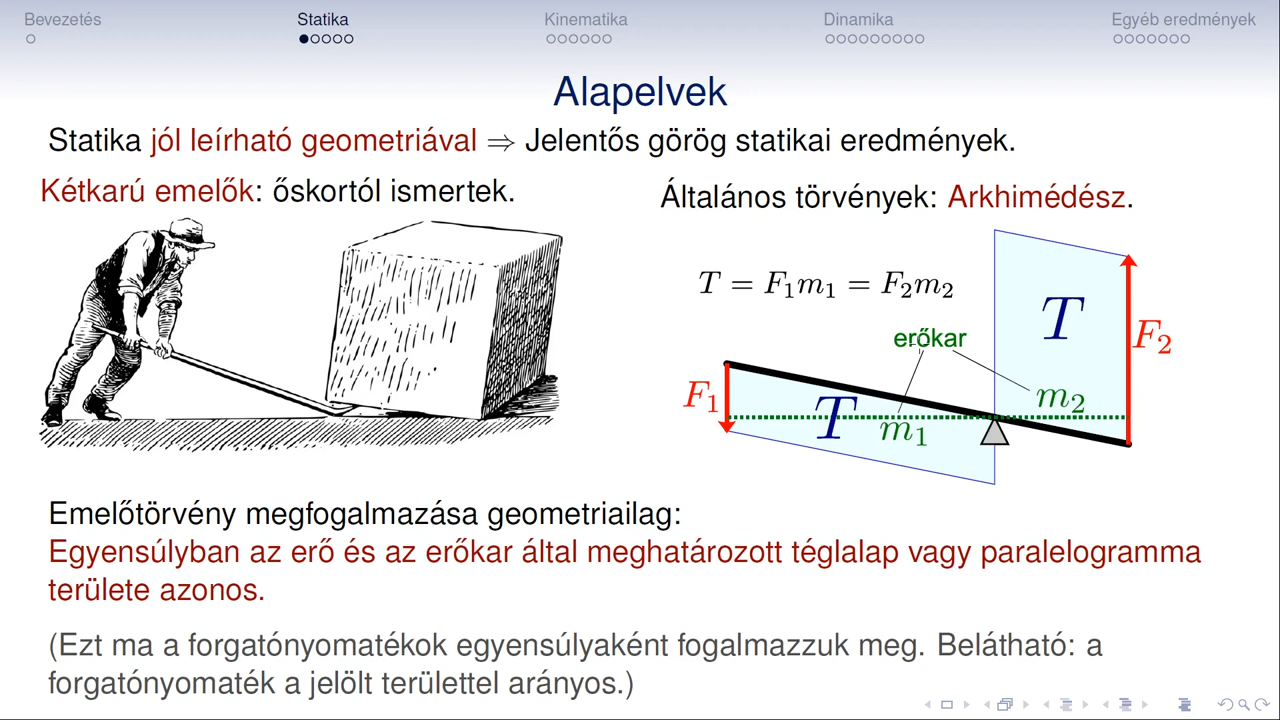 Bevezetés
Statika
Kinematika
Dinamika
Egyéb eredmények
Alapelvek
Statika jól leírható geometriával ⇒ Jelentős görög statikai eredmények.
Kétkarú emelők: őskortól ismertek.
Általános törvények: Arkhimédész.
T = F₁m₁ = F₂m₂
T
erőkar
F₂
F₁
m₂
T
m₁
Emelőtörvény megfogalmazása geometriailag:
Egyensúlyban az erő és az erőkar által meghatározott téglalap vagy paralelogramma
területe azonos.
(Ezt ma a forgatónyomatékok egyensúlyaként fogalmazzuk meg. Belátható: a
forgatónyomaték a jelölt területtel arányos.)